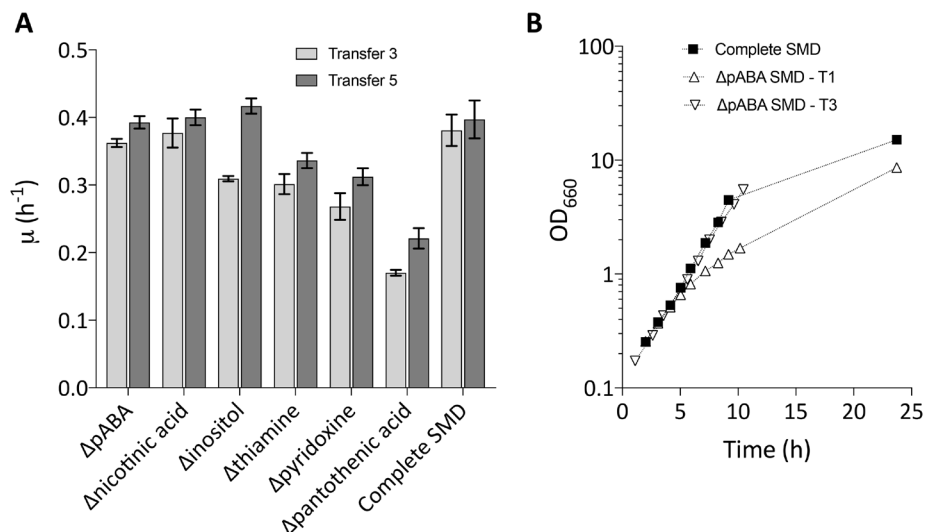 A
0.5
0.4
0.3
0.2
0.1
0.0
μ (h-1)
Transfer 3
Transfer 5
ΔpABA
Δnicotinic acid
Δinositol
Δthiamine
Δpyridoxine
Δpantothenic acid
Complete SMD
B
100
10
1
0.1
OD660
Complete SMD
ΔpABA SMD - T1
ΔpABA SMD - T3
0
5
10
15
20
25
Time (h)